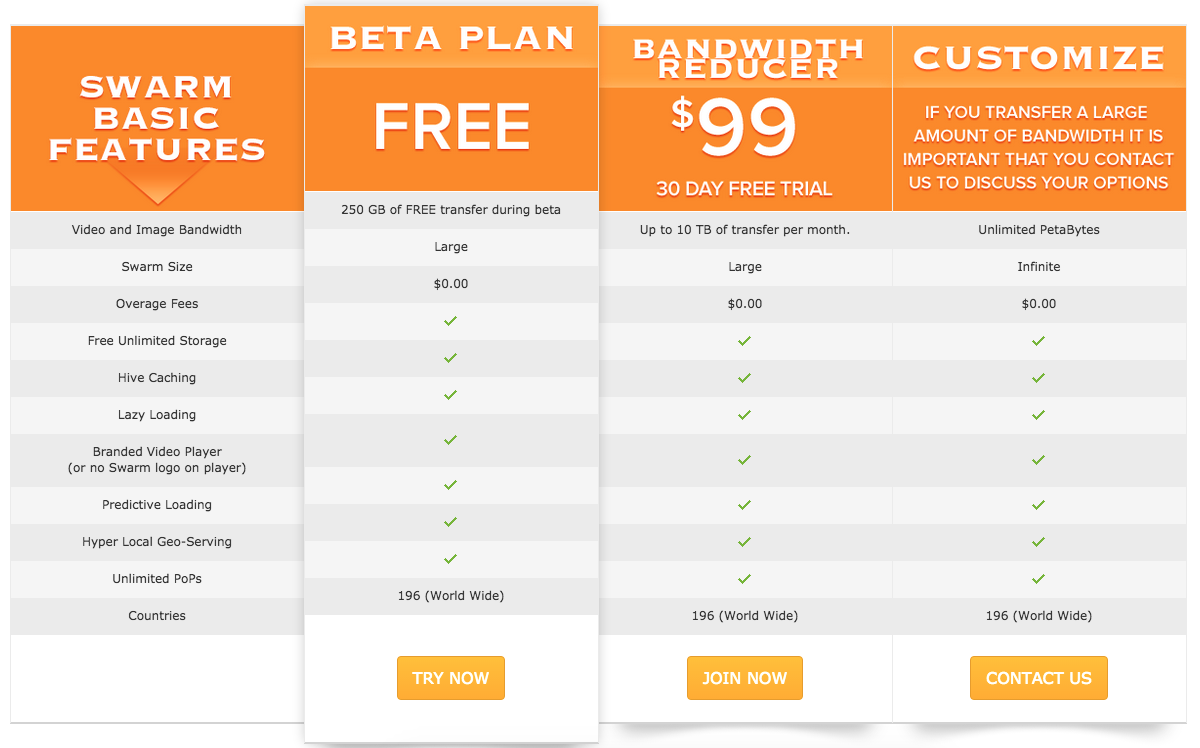 SWARM
BASIC
FEATURES
BETA PLAN
FREE
BANDWIDTH
REDUCER
$99
30 DAY FREE TRIAL
CUSTOMIZE
IF YOU TRANSFER A LARGE
AMOUNT OF BANDWIDTH IT IS
IMPORTANT THAT YOU CONTACT
US TO DISCUSS YOUR OPTIONS
Video and Image Bandwidth
250 GB of FREE transfer during beta
Up to 10 TB of transfer per month.
Unlimited PetaBytes
Swarm Size
Large
Large
Infinite
Overage Fees
$0.00
$0.00
$0.00
Free Unlimited Storage
Hive Caching
Lazy Loading
Branded Video Player
(or no Swarm logo on player)
Predictive Loading
Hyper Local Geo-Serving
Unlimited PoPs
Countries
196 (World Wide)
196 (World Wide)
196 (World Wide)
TRY NOW
JOIN NOW
CONTACT US